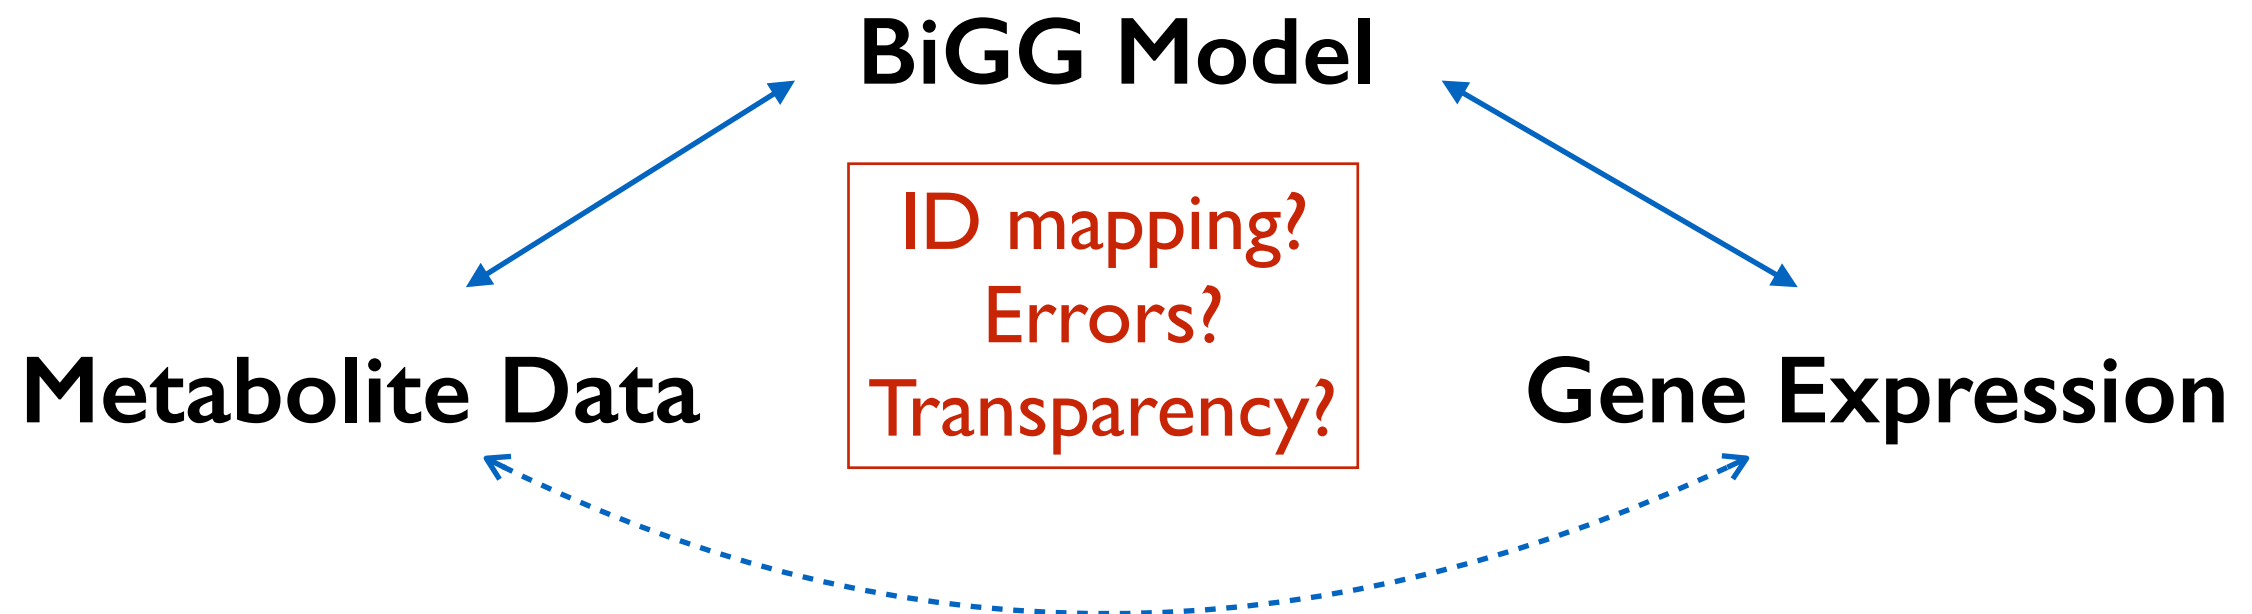 BiGG Model
ID mapping?
Errors?
Metabolite Data
Transparency?
Gene Expression